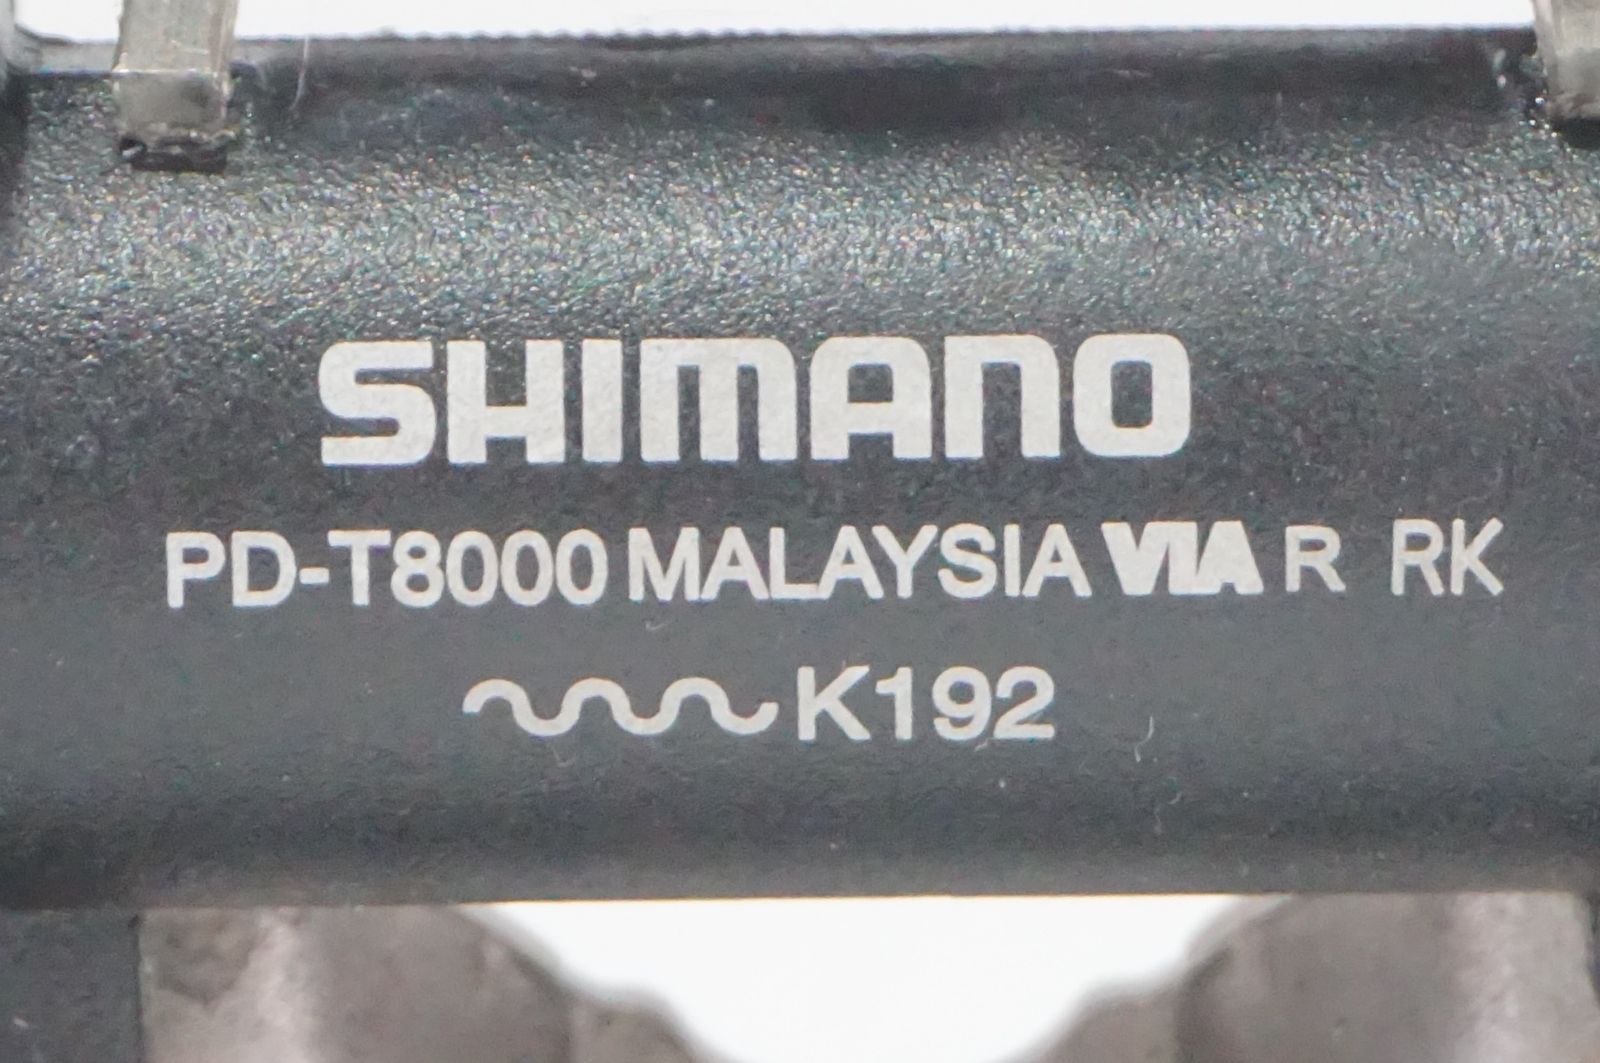 SHIMANO
PD-T8000 MALAYSIA VIA R RK
K192